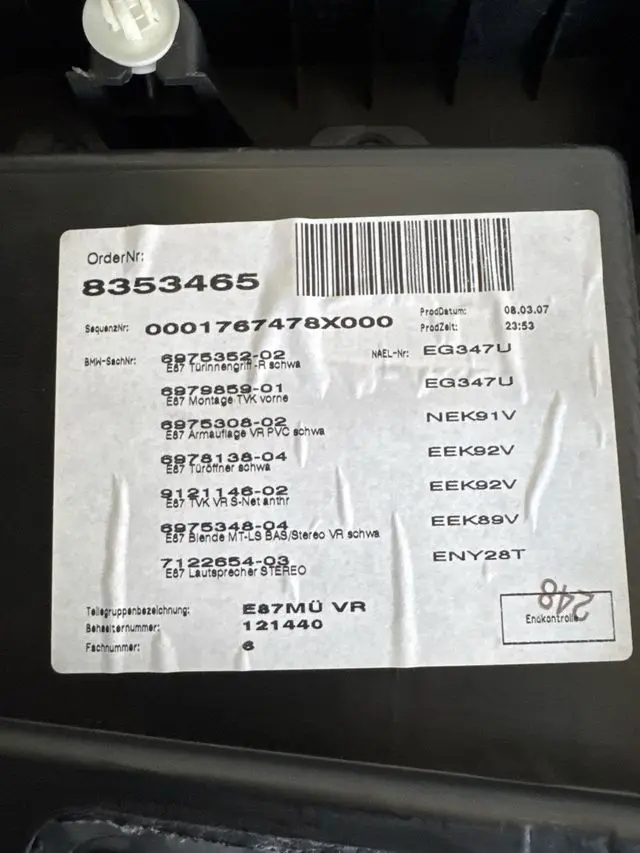 OrderNr:
8353465
SequenzNr: 0001767478X000
ProdDatum: 08.03.07
ProdZeit: 23:53
BMW-SachNr: 6975352-02 NAEL-Nr: EG347U
E87 Türinnengriff -R schwa
6979859-01 EG347U
E87 Montage TVK vorne
6975308-02 NEK91V
E87 Armauflage VR PVC schwa
6978138-04 EEK92V
E87 Türöffner schwa
9121146-02 EEK92V
E87 TVK VR S-Net anthr
6975348-04 EEK89V
E87 Blende MT-LS BAS/Stereo VR schwa
7122654-03 ENY28T
E87 Lautsprecher STEREO
Teilegruppenbezeichnung: E87MÜ VR
Behaelternummer: 121440
Fachnummer: 6
248
Endkontrolle